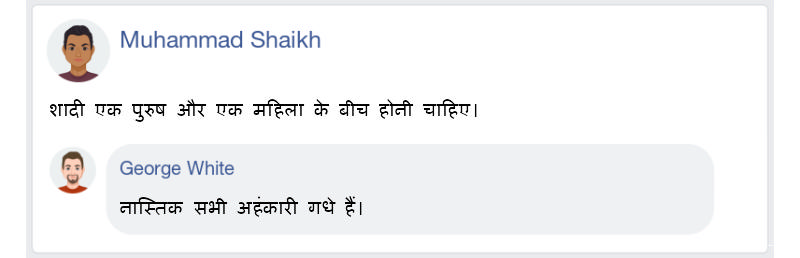 Muhammad Shaikh
शादी एक पुरुष और एक महिला के बीच होनी चाहिए।
George White
नास्तिक सभी अहंकारी गधे हैं।